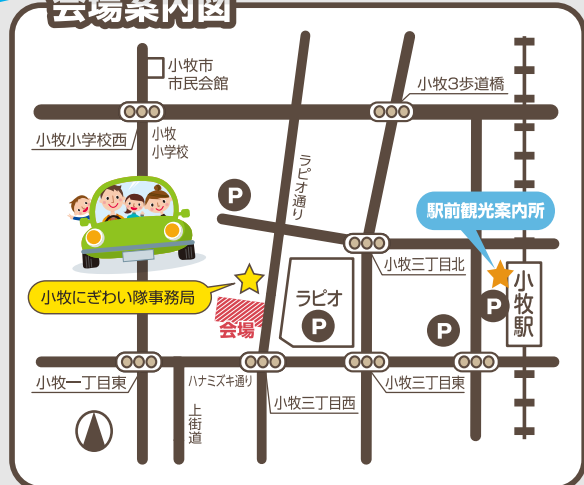 会場案内図
小牧市
市民会館
小牧3歩道橋
小牧小学校西
小牧
小学校
ラピオ通り
P
駅前観光案内所
小牧三丁目北
小牧にぎわい隊事務局
会場
ラピオ
P
P
P
小牧駅
小牧一丁目東
ハナミズキ通り
小牧三丁目西
小牧三丁目東
上街道